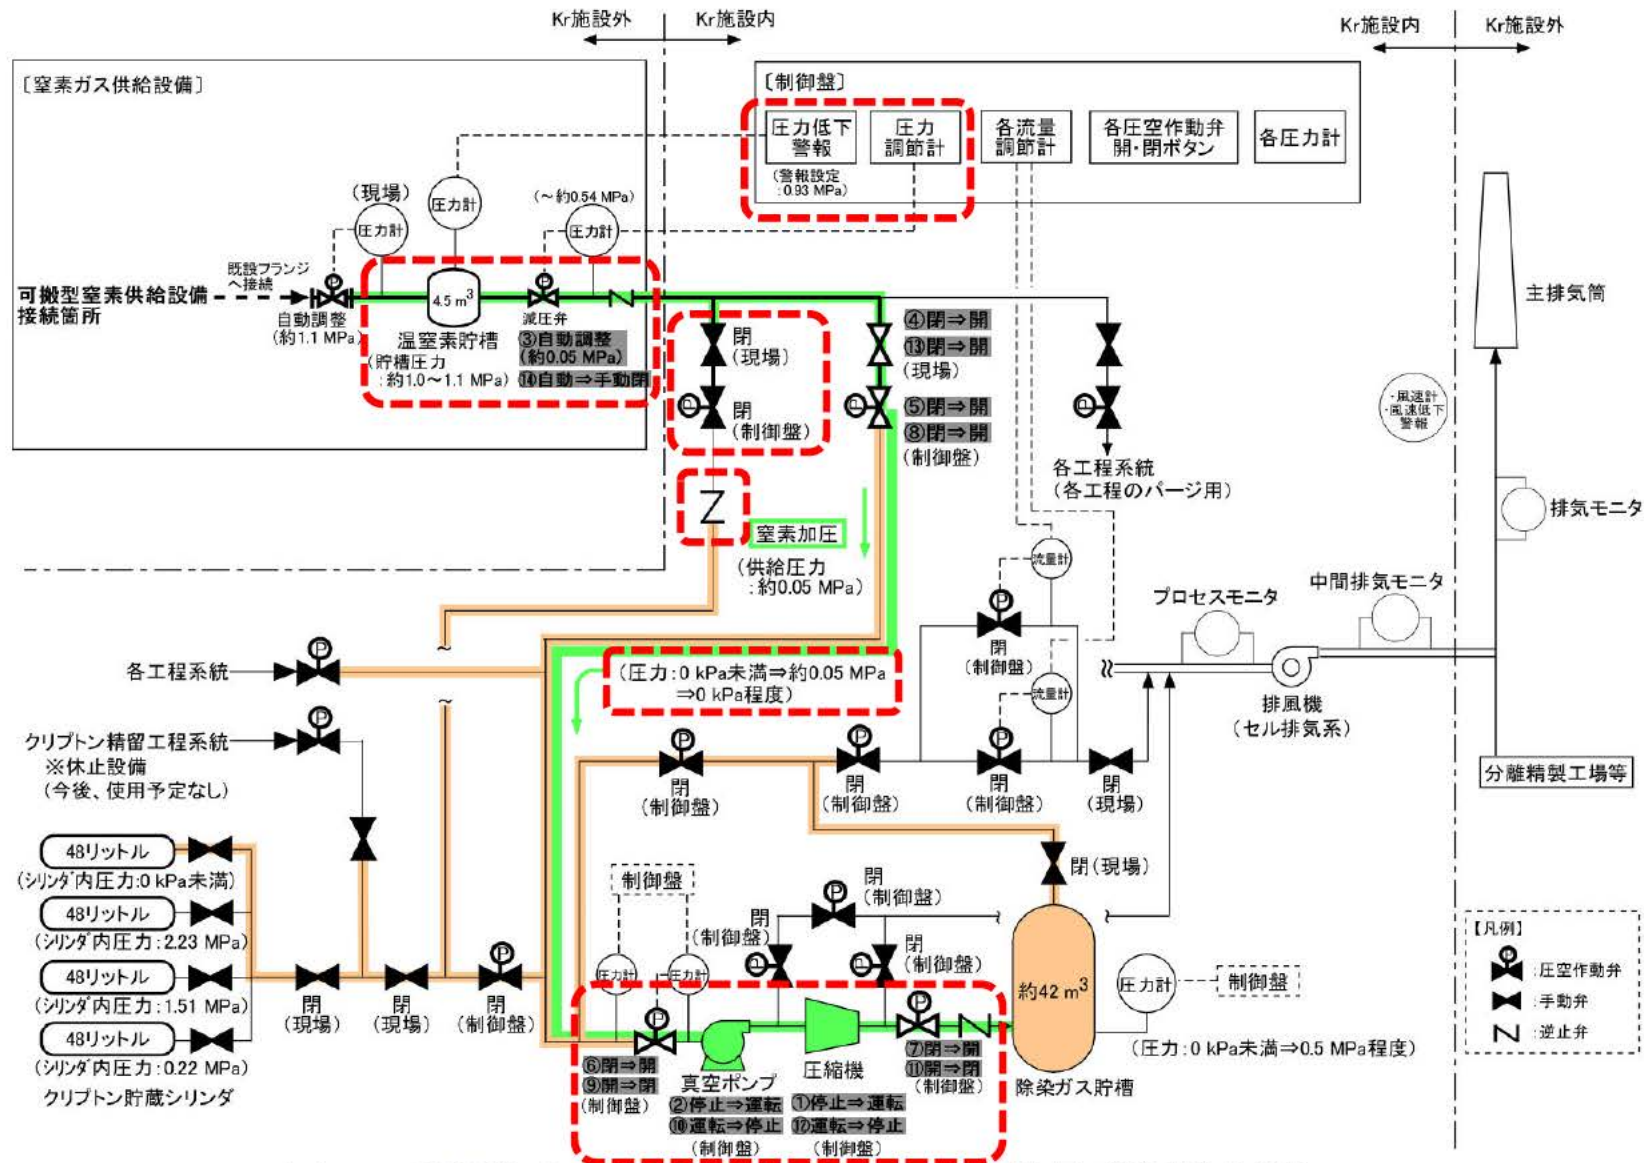 Kr施設外
Kr施設内
Kr施設内
Kr施設外
〔窒素ガス供給設備〕
〔制御盤〕
圧力低下
警報
圧力
調節計
各流量
調節計
各圧空作動弁
開・閉ボタン
各圧力計
(警報設定
:0.93 MPa)
(現場)
圧力計
圧力計
(～約0.54 MPa)
圧力計
既設フランジ
へ接続
可搬型窒素供給設備
接続箇所
P
自動調整
(約1.1 MPa)
4.5 m³
温窒素貯槽
(貯槽圧力
:約1.0～1.1 MPa)
P
減圧弁
③自動調整
(約0.05 MPa)
⑭自動⇒手動閉
閉
(現場)
P
閉
(制御盤)
④閉⇒開
⑬閉⇒開
(現場)
P
⑤閉⇒開
⑧閉⇒開
(制御盤)
P
各工程系統
(各工程のパージ用)
主排気筒
・風速計
・風速低下
警報
排気モニタ
窒素加圧
(供給圧力
:約0.05 MPa)
流量計
P
閉
(制御盤)
プロセスモニタ
中間排気モニタ
排風機
(セル排気系)
分離精製工場等
各工程系統
P
(圧力:0 kPa未満⇒約0.05 MPa
⇒0 kPa程度)
流量計
クリプトン精留工程系統
※休止設備
(今後、使用予定なし)
P
P
閉
(制御盤)
P
閉
(制御盤)
P
閉
(制御盤)
閉
(現場)
48リットル
(シリンダ内圧力:0 kPa未満)
48リットル
(シリンダ内圧力:2.23 MPa)
48リットル
(シリンダ内圧力:1.51 MPa)
48リットル
(シリンダ内圧力:0.22 MPa)
クリプトン貯蔵シリンダ
閉
(現場)
閉
(現場)
P
閉
(制御盤)
制御盤
圧力計
圧力計
P
閉
(制御盤)
P
閉
(制御盤)
P
閉
(制御盤)
P
閉(現場)
約42 m³
除染ガス貯槽
圧力計
制御盤
(圧力:0 kPa未満⇒0.5 MPa程度)
P
⑥閉⇒開
⑨開⇒閉
(制御盤)
真空ポンプ
②停止⇒運転
⑩運転⇒停止
(制御盤)
圧縮機
①停止⇒運転
⑫運転⇒停止
(制御盤)
⑦閉⇒開
⑪開⇒閉
(制御盤)
【凡例】
P
:圧空作動弁
:手動弁
:逆止弁